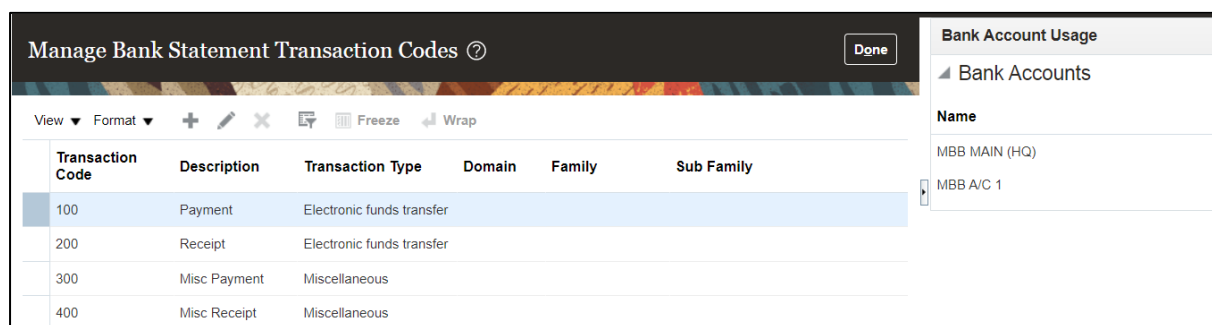 Manage Bank Statement Transaction Codes ?
Done
View Format Freeze Wrap
Transaction Code Description Transaction Type Domain Family Sub Family
100 Payment Electronic funds transfer
200 Receipt Electronic funds transfer
300 Misc Payment Miscellaneous
400 Misc Receipt Miscellaneous
Bank Account Usage
Bank Accounts
Name
MBB MAIN (HQ)
MBB A/C 1